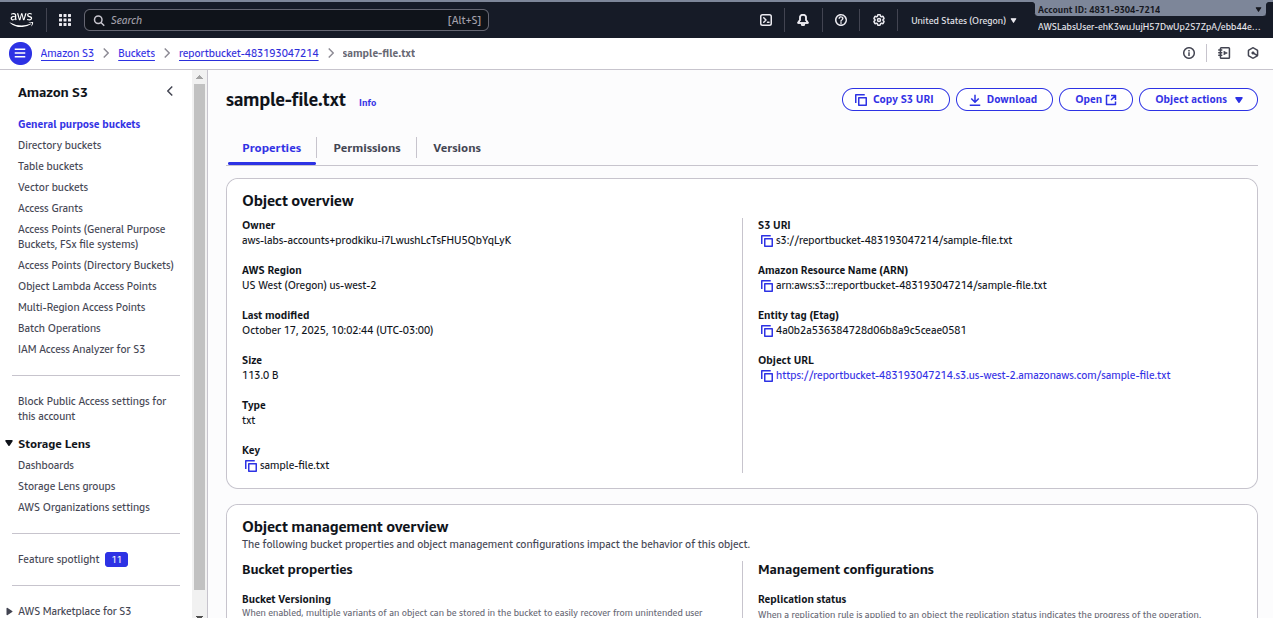 aws
Search
[Alt+S]
United States (Oregon)
Account ID: 4831-9304-7214
AWSLabsUser-ehK3wuJujH57DwUp2S7ZpA/ebb44e...
Amazon S3
Buckets
reportbucket-483193047214
sample-file.txt
Amazon S3
General purpose buckets
Directory buckets
Table buckets
Vector buckets
Access Grants
Access Points (General Purpose
Buckets, FSx file systems)
Access Points (Directory Buckets)
Object Lambda Access Points
Multi-Region Access Points
Batch Operations
IAM Access Analyzer for S3
Block Public Access settings for
this account
Storage Lens
Dashboards
Storage Lens groups
AWS Organizations settings
Feature spotlight 11
AWS Marketplace for S3
sample-file.txt Info
Copy S3 URI
Download
Open
Object actions
Properties
Permissions
Versions
Object overview
Owner
aws-labs-accounts+prodkiku-i7LwushLcTsFHU5QbYqLyK
AWS Region
US West (Oregon) us-west-2
Last modified
October 17, 2025, 10:02:44 (UTC-03:00)
Size
113.0 B
Type
txt
Key
sample-file.txt
S3 URI
s3://reportbucket-483193047214/sample-file.txt
Amazon Resource Name (ARN)
arn:aws:s3:::reportbucket-483193047214/sample-file.txt
Entity tag (Etag)
4a0b2a536384728d06b8a9c5ceae0581
Object URL
https://reportbucket-483193047214.s3.us-west-2.amazonaws.com/sample-file.txt
Object management overview
The following bucket properties and object management configurations impact the behavior of this object.
Bucket properties
Bucket Versioning
When enabled, multiple variants of an object can be stored in the bucket to easily recover from unintended user
Management configurations
Replication status
When a replication rule is applied to an object the replication status indicates the progress of the operation.